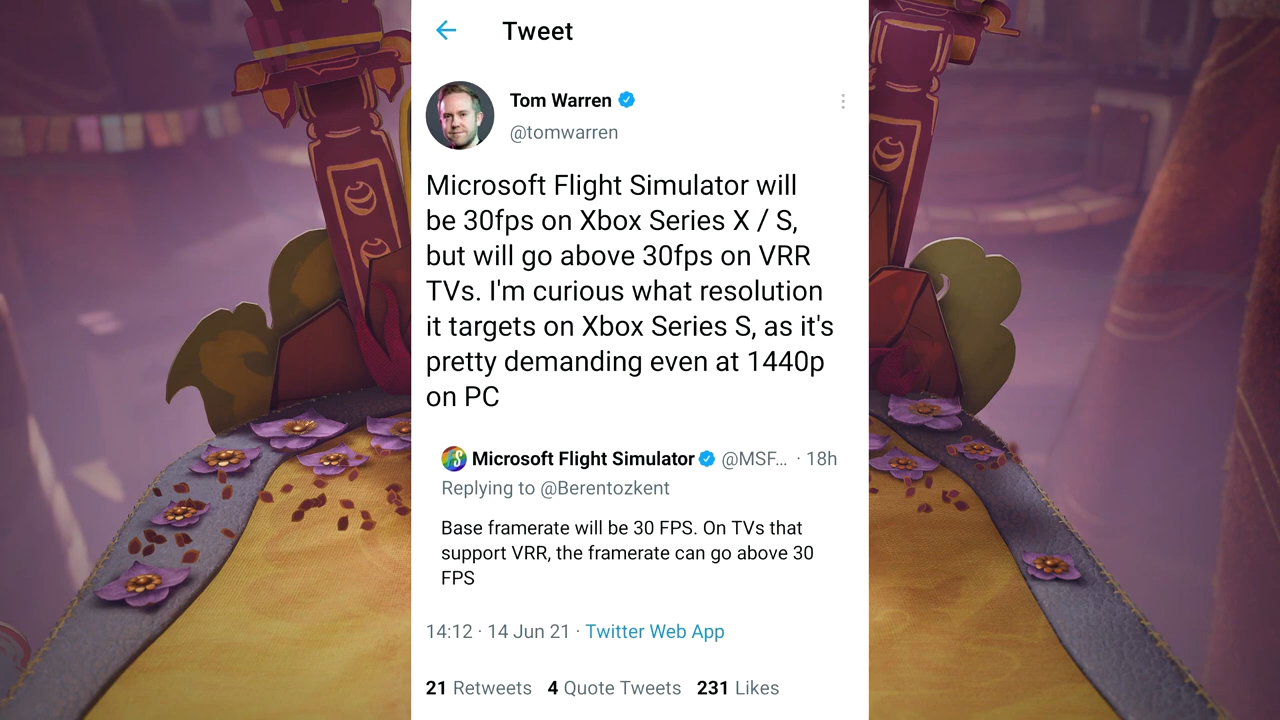 Tweet
Tom Warren
@tomwarren
Microsoft Flight Simulator will
be 30fps on Xbox Series X / S,
but will go above 30fps on VRR
TVs. I'm curious what resolution
it targets on Xbox Series S, as it's
pretty demanding even at 1440p
on PC
Microsoft Flight Simulator @MSF... · 18h
Replying to @Berentozkent
Base framerate will be 30 FPS. On TVs that
support VRR, the framerate can go above 30
FPS
14:12 · 14 Jun 21 · Twitter Web App
21 Retweets 4 Quote Tweets 231 Likes